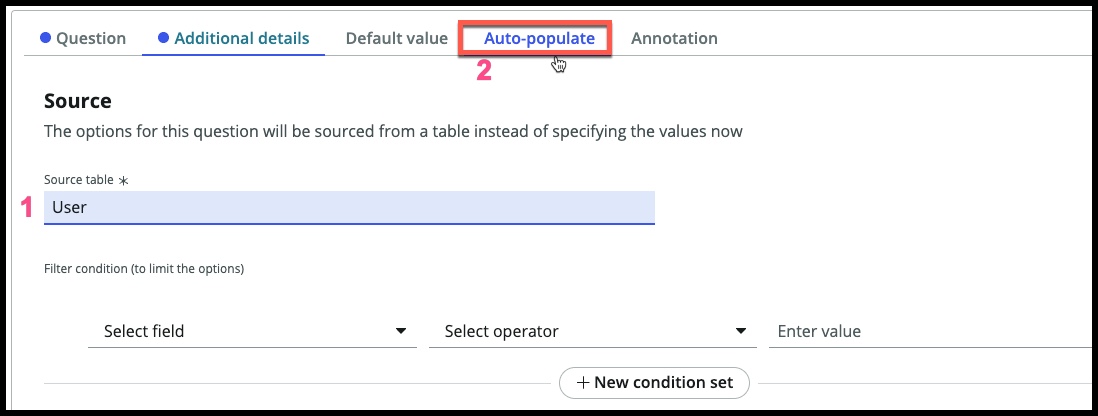 Question Additional details Default value Auto-populate Annotation
2
Source
The options for this question will be sourced from a table instead of specifying the values now
Source table *
1 User
Filter condition (to limit the options)
Select field Select operator Enter value
+ New condition set